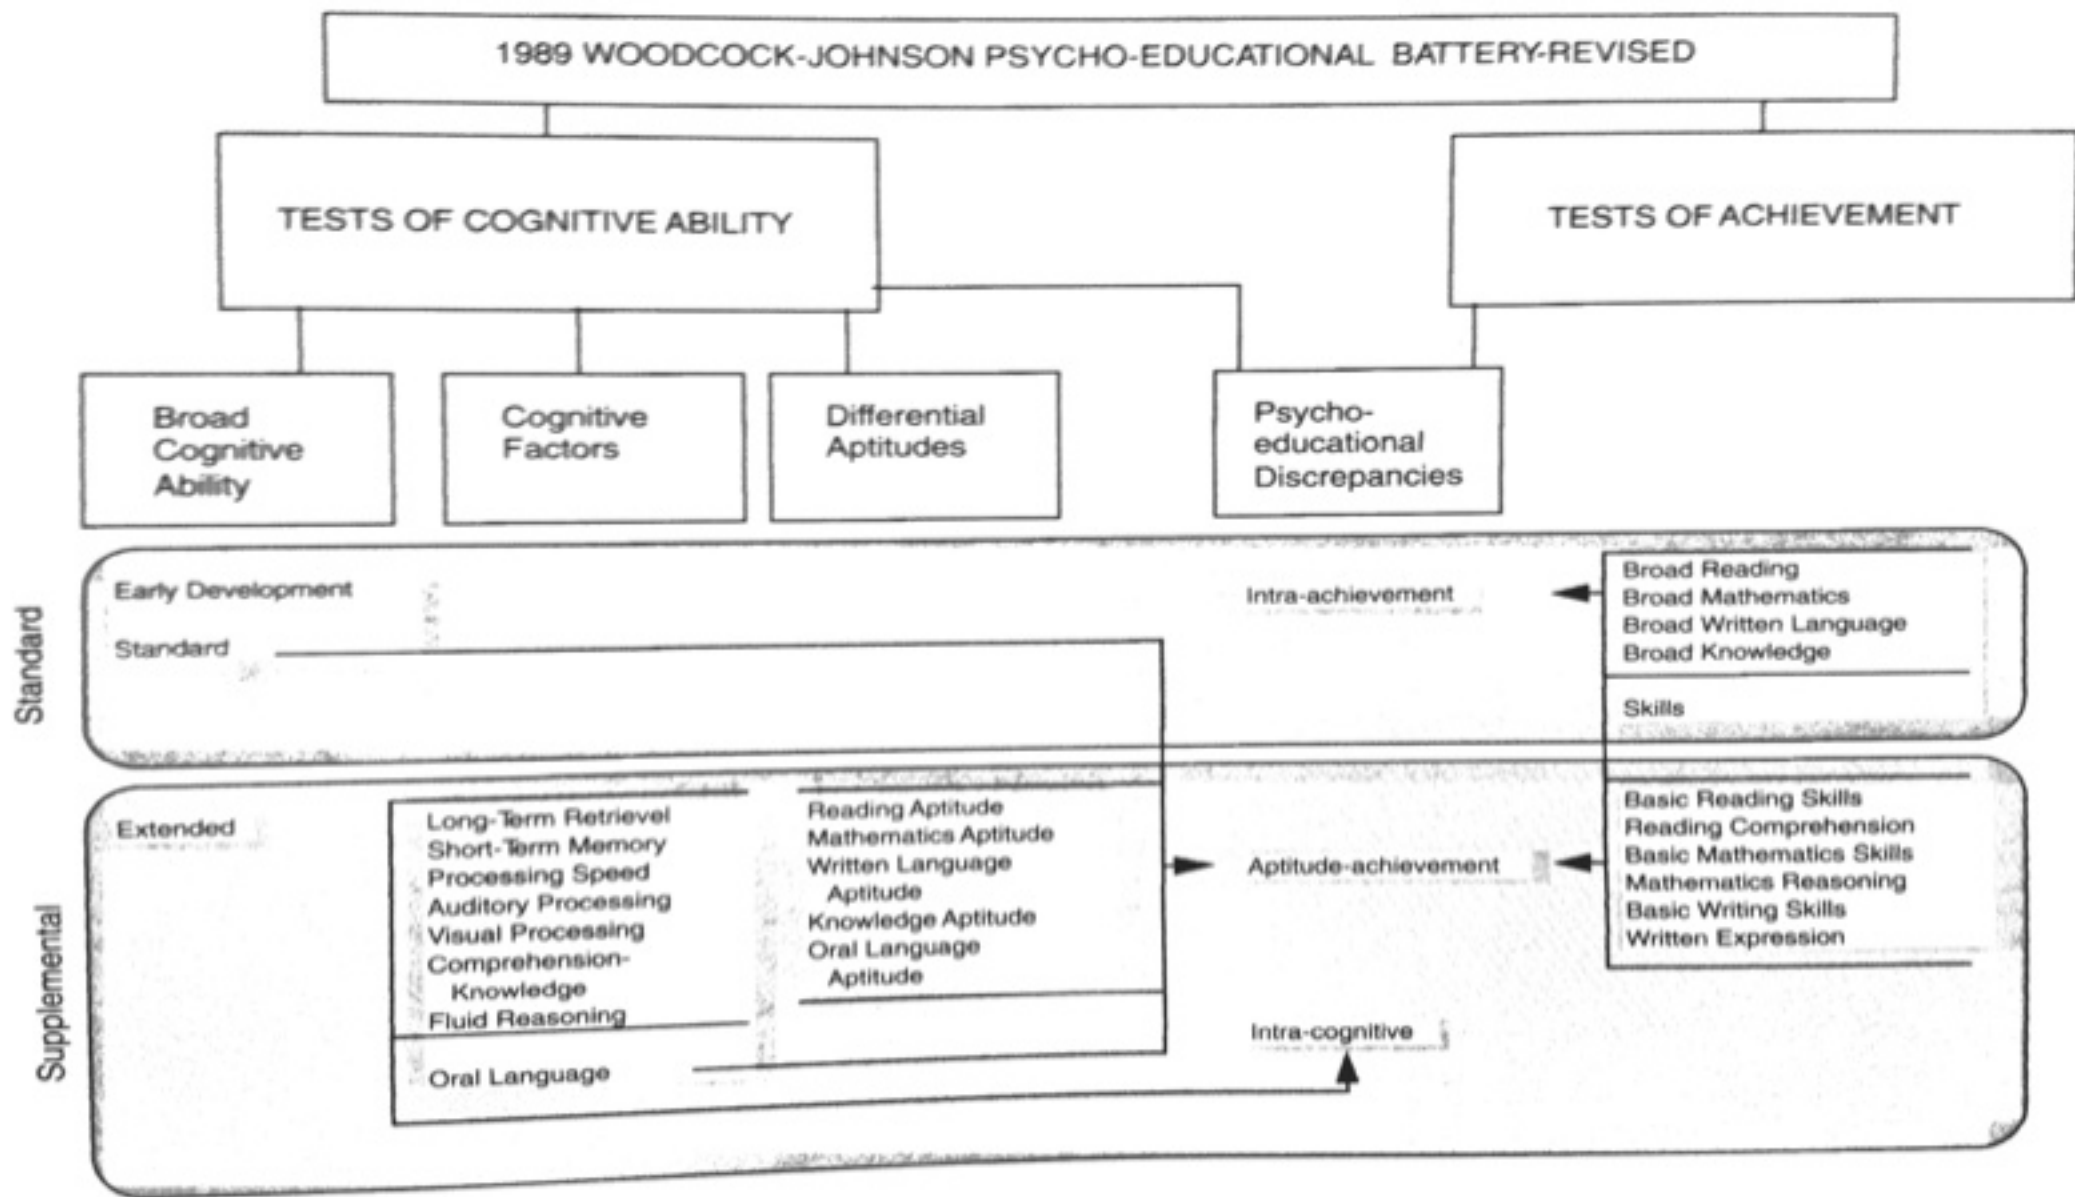 1989 WOODCOCK-JOHNSON PSYCHO-EDUCATIONAL BATTERY-REVISED
TESTS OF COGNITIVE ABILITY
TESTS OF ACHIEVEMENT
Broad
Cognitive
Ability
Cognitive
Factors
Differential
Aptitudes
Psycho-
educational
Discrepancies
Standard
Early Development
Standard
Intra-achievement
Broad Reading
Broad Mathematics
Broad Written Language
Broad Knowledge
Skills
Supplemental
Extended
Long-Term Retrievel
Short-Term Memory
Processing Speed
Auditory Processing
Visual Processing
Comprehension-
Knowledge
Fluid Reasoning
Oral Language
Reading Aptitude
Mathematics Aptitude
Written Language
Aptitude
Knowledge Aptitude
Oral Language
Aptitude
Aptitude-achievement
Intra-cognitive
Basic Reading Skills
Reading Comprehension
Basic Mathematics Skills
Mathematics Reasoning
Basic Writing Skills
Written Expression